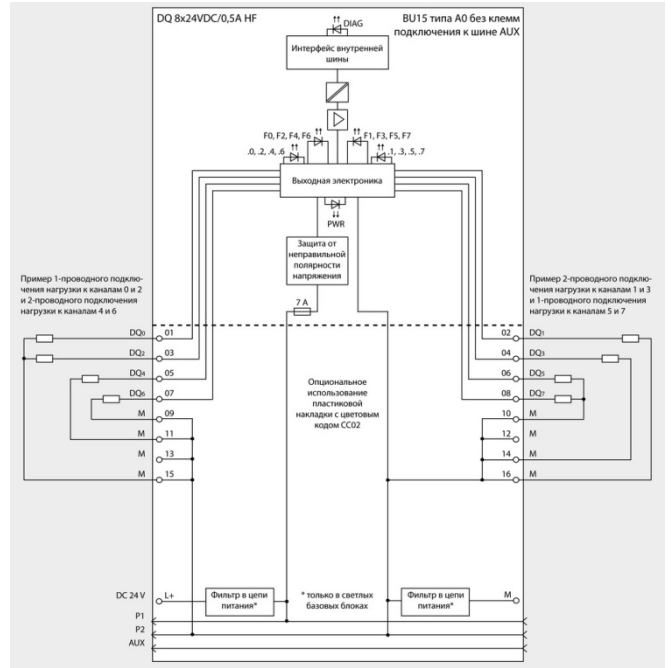 DQ 8x24VDC/0,5A HF
BU15 типа A0 без клемм
подключения к шине AUX
DIAG
Интерфейс внутренней
шины
F0, F2, F4, F6
F1, F3, F5, F7
.0, .2, .4, .6
.1, .3, .5, .7
Выходная электроника
PWR
Защита от
неправильной
полярности
напряжения
7 A
Пример 1-проводного подклю-
чения нагрузки к каналам 0 и 2
и 2-проводного подключения
нагрузки к каналам 4 и 6
Пример 2-проводного подклю-
чения нагрузки к каналам 1 и 3
и 1-проводного подключения
нагрузки к каналам 5 и 7
DQ0 01
DQ2 03
DQ4 05
DQ6 07
M 09
M 11
M 13
M 15
02 DQ1
04 DQ3
06 DQ5
08 DQ7
10 M
12 M
14 M
16 M
Опциональное
использование
пластиковой
накладки с цветовым
кодом CC02
DC 24 V L+
Фильтр в цепи
питания*
* только в светлых
базовых блоках
Фильтр в цепи
питания*
M
P1
P2
AUX